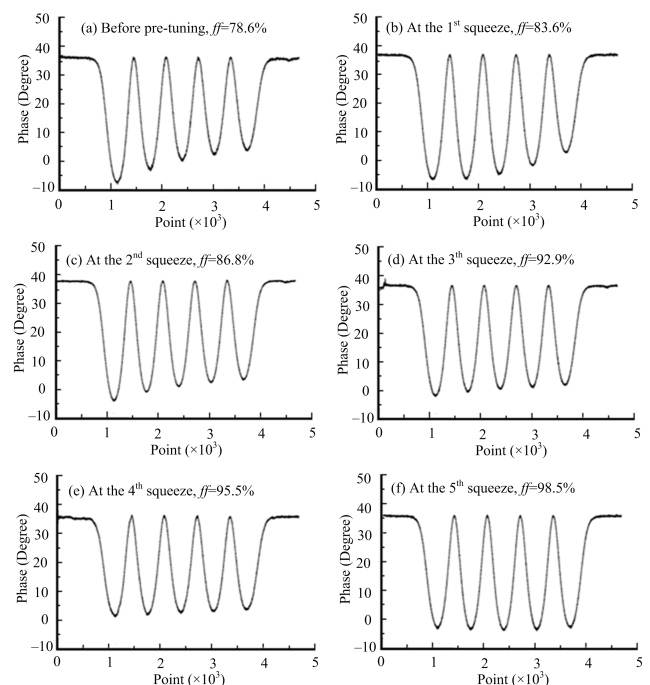 (a) Before pre-tuning, ff=78.6%
50
40
30
20
10
0
–10
Phase (Degree)
0 1 2 3 4 5
Point (×10³)
(b) At the 1st squeeze, ff=83.6%
50
40
30
20
10
0
–10
Phase (Degree)
0 1 2 3 4 5
Point (×10³)
(c) At the 2nd squeeze, ff=86.8%
50
40
30
20
10
0
–10
Phase (Degree)
0 1 2 3 4 5
Point (×10³)
(d) At the 3th squeeze, ff=92.9%
50
40
30
20
10
0
–10
Phase (Degree)
0 1 2 3 4 5
Point (×10³)
(e) At the 4th squeeze, ff=95.5%
50
40
30
20
10
0
–10
Phase (Degree)
0 1 2 3 4 5
Point (×10³)
(f) At the 5th squeeze, ff=98.5%
50
40
30
20
10
0
–10
Phase (Degree)
0 1 2 3 4 5
Point (×10³)